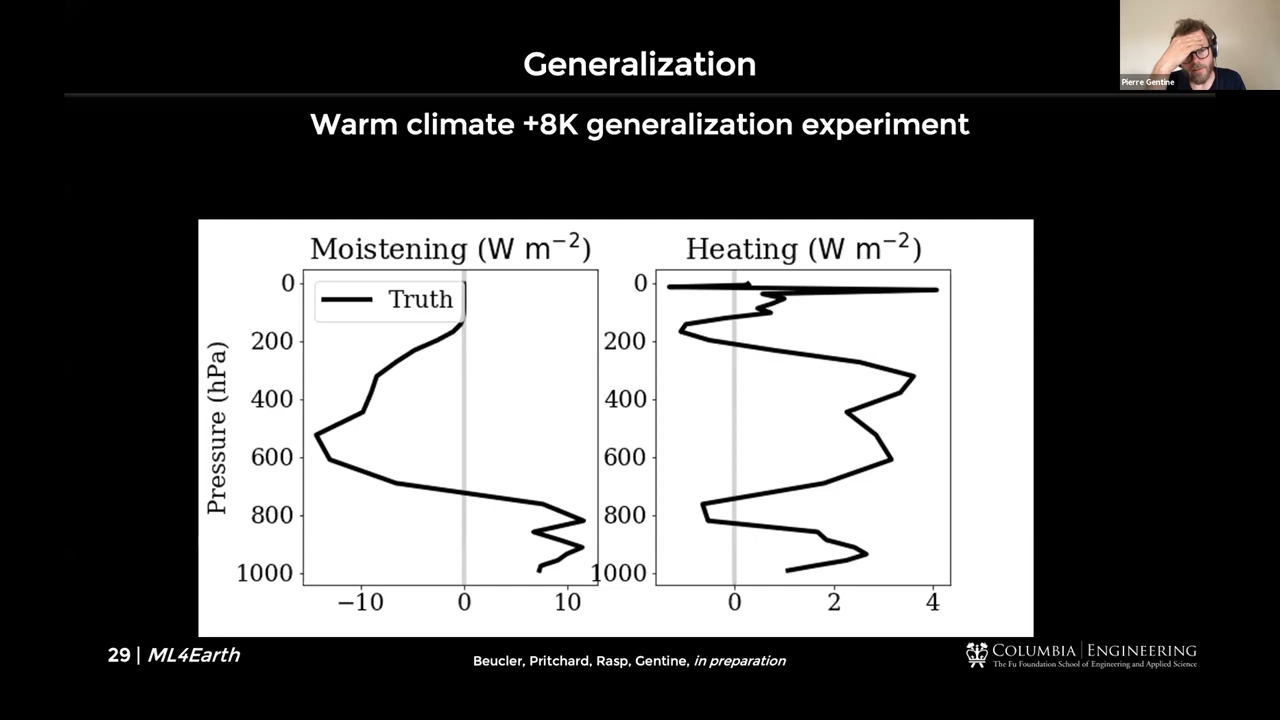 Generalization
Pierre Gentine
Warm climate +8K generalization experiment
Moistening (W m⁻²)
Heating (W m⁻²)
Truth
Pressure (hPa)
0
200
400
600
800
1000
−10 0 10
0
200
400
600
800
1000
0 2 4
29 | ML4Earth
Beucler, Pritchard, Rasp, Gentine, in preparation
COLUMBIA | ENGINEERING
The Fu Foundation School of Engineering and Applied Science